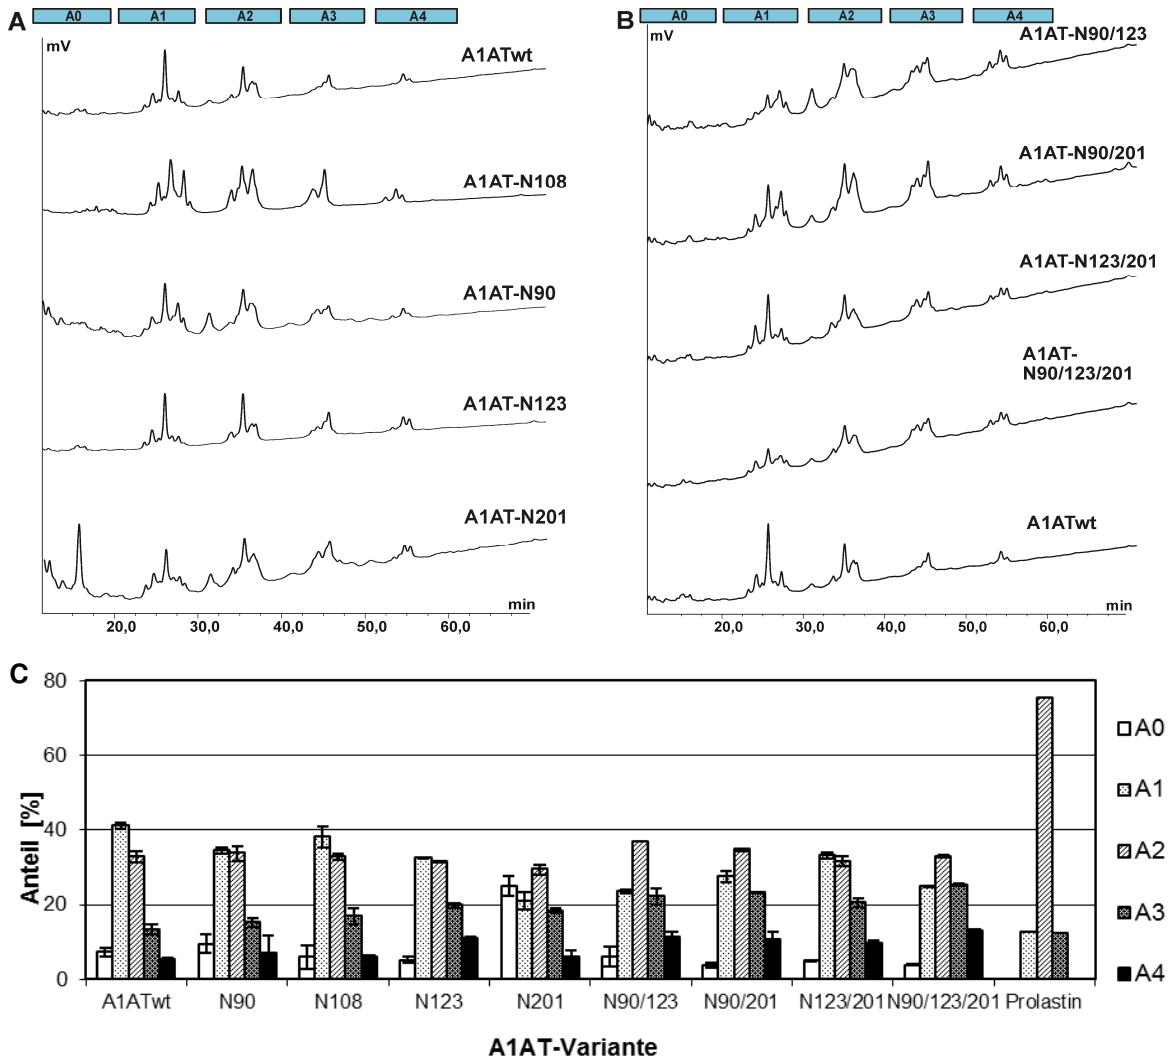 A
A0 A1 A2 A3 A4
mV
A1ATwt
A1AT-N108
A1AT-N90
A1AT-N123
A1AT-N201
min
20,0 30,0 40,0 50,0 60,0
B
A0 A1 A2 A3 A4
mV
A1AT-N90/123
A1AT-N90/201
A1AT-N123/201
A1AT-
N90/123/201
A1ATwt
min
20,0 30,0 40,0 50,0 60,0
C
80
60
40
20
0
Anteil [%]
A1ATwt N90 N108 N123 N201 N90/123 N90/201 N123/201 N90/123/201 Prolastin
A1AT-Variante
A0
A1
A2
A3
A4